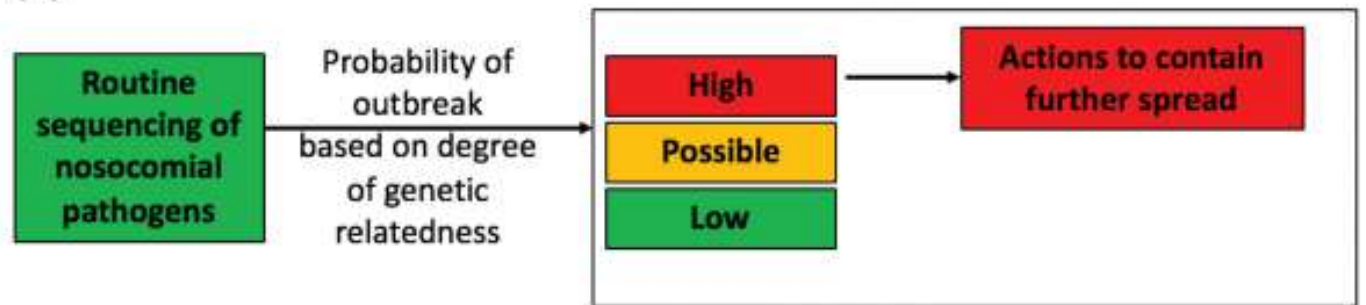 Routine
sequencing of
nosocomial
pathogens
Probability of
outbreak
based on degree
of genetic
relatedness
High
Possible
Low
Actions to contain
further spread